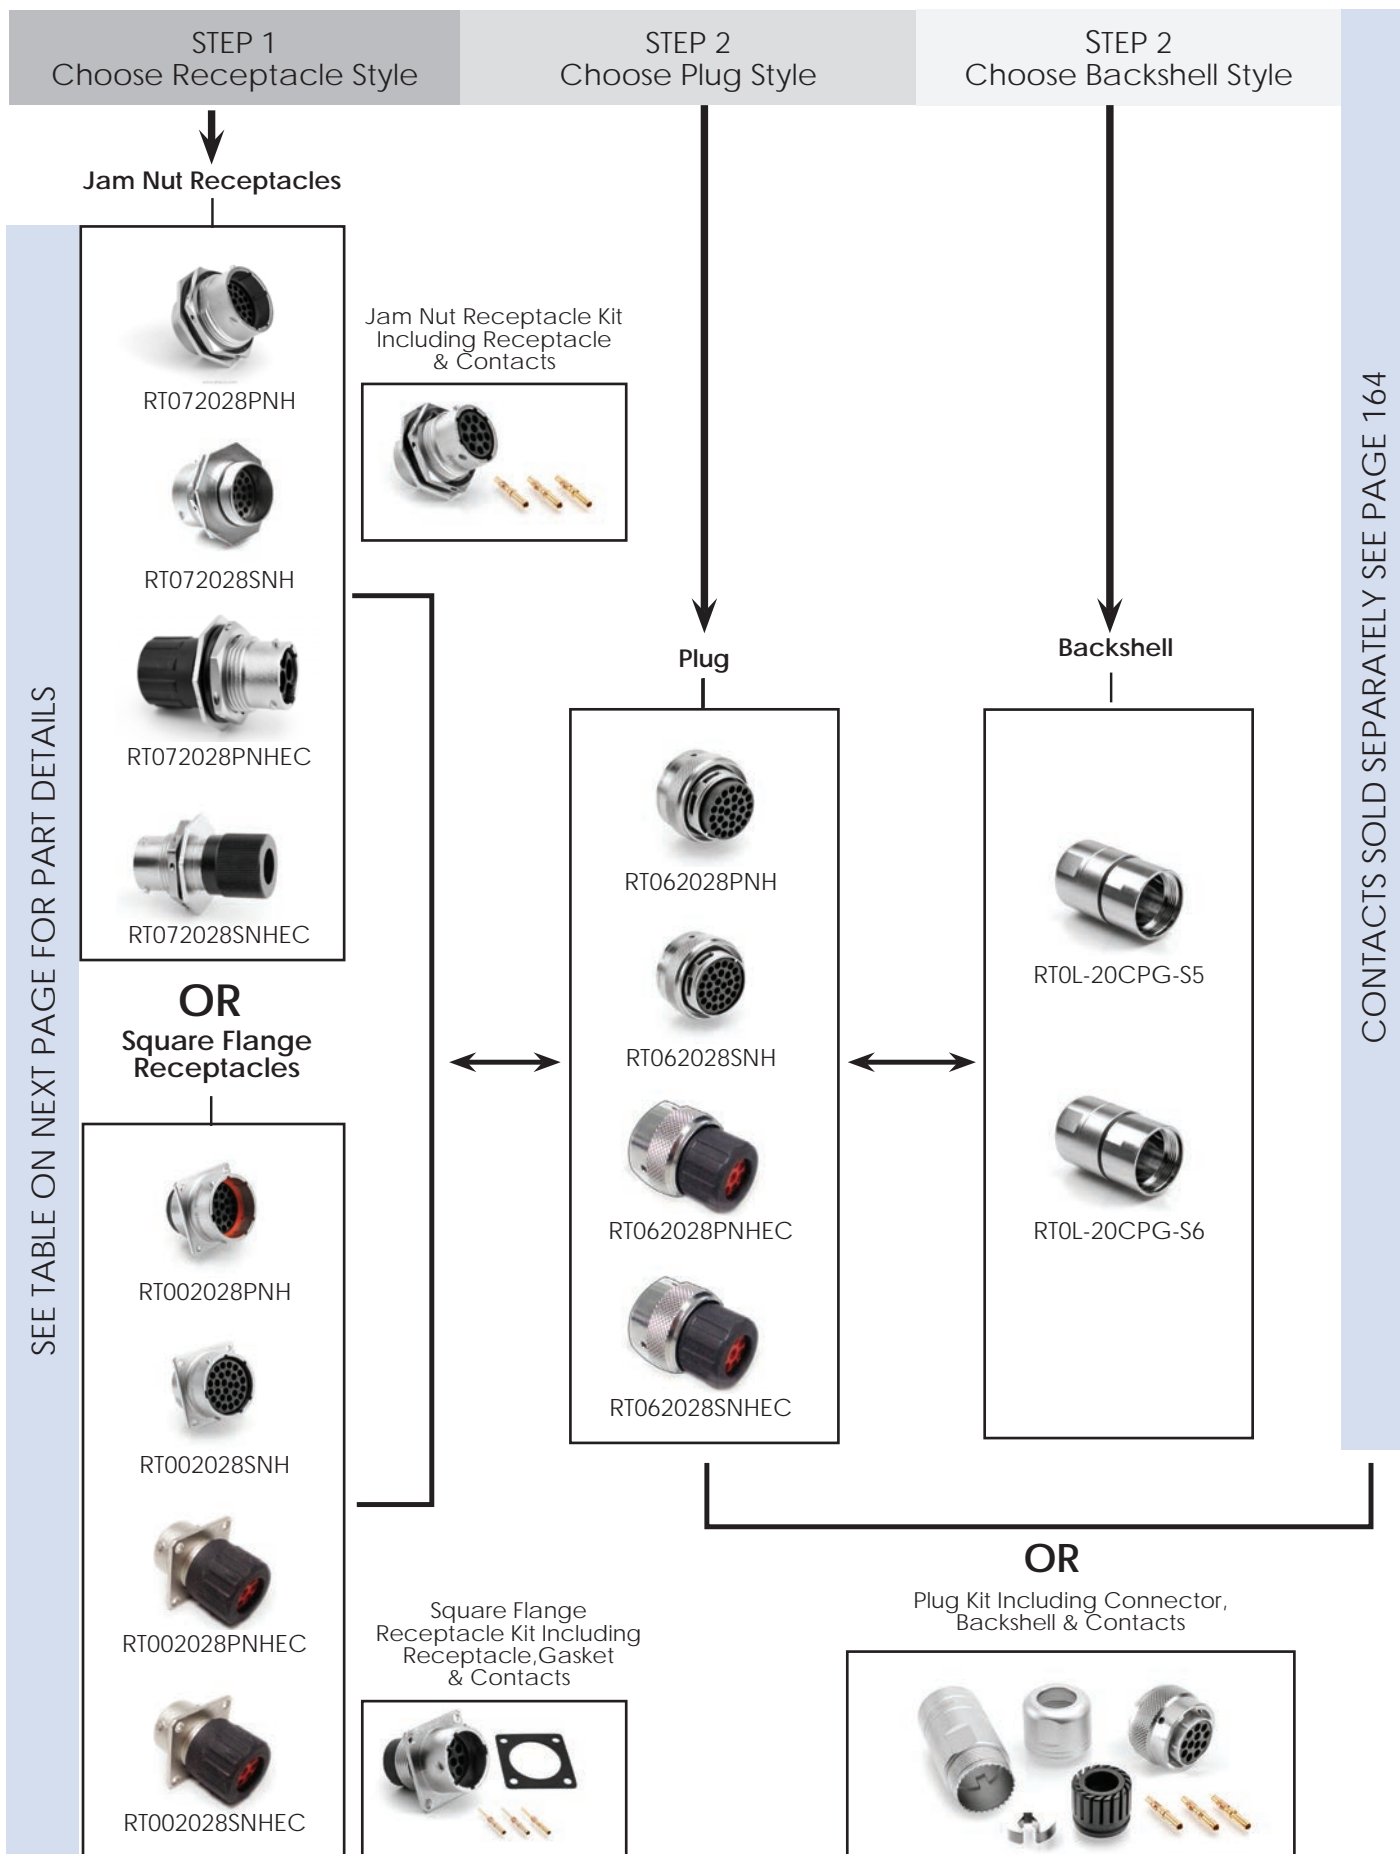 STEP 1
Choose Receptacle Style
STEP 2
Choose Plug Style
STEP 2
Choose Backshell Style
Jam Nut Receptacles
RT072028PNH
RT072028SNH
RT072028PNHEC
RT072028SNHEC
Jam Nut Receptacle Kit
Including Receptacle
& Contacts
OR
Square Flange
Receptacles
RT002028PNH
RT002028SNH
RT002028PNHEC
RT002028SNHEC
Square Flange
Receptacle Kit Including
Receptacle,Gasket
& Contacts
Plug
RT062028PNH
RT062028SNH
RT062028PNHEC
RT062028SNHEC
Backshell
RT0L-20CPG-S5
RT0L-20CPG-S6
OR
Plug Kit Including Connector,
Backshell & Contacts
SEE TABLE ON NEXT PAGE FOR PART DETAILS
CONTACTS SOLD SEPARATELY SEE PAGE 164